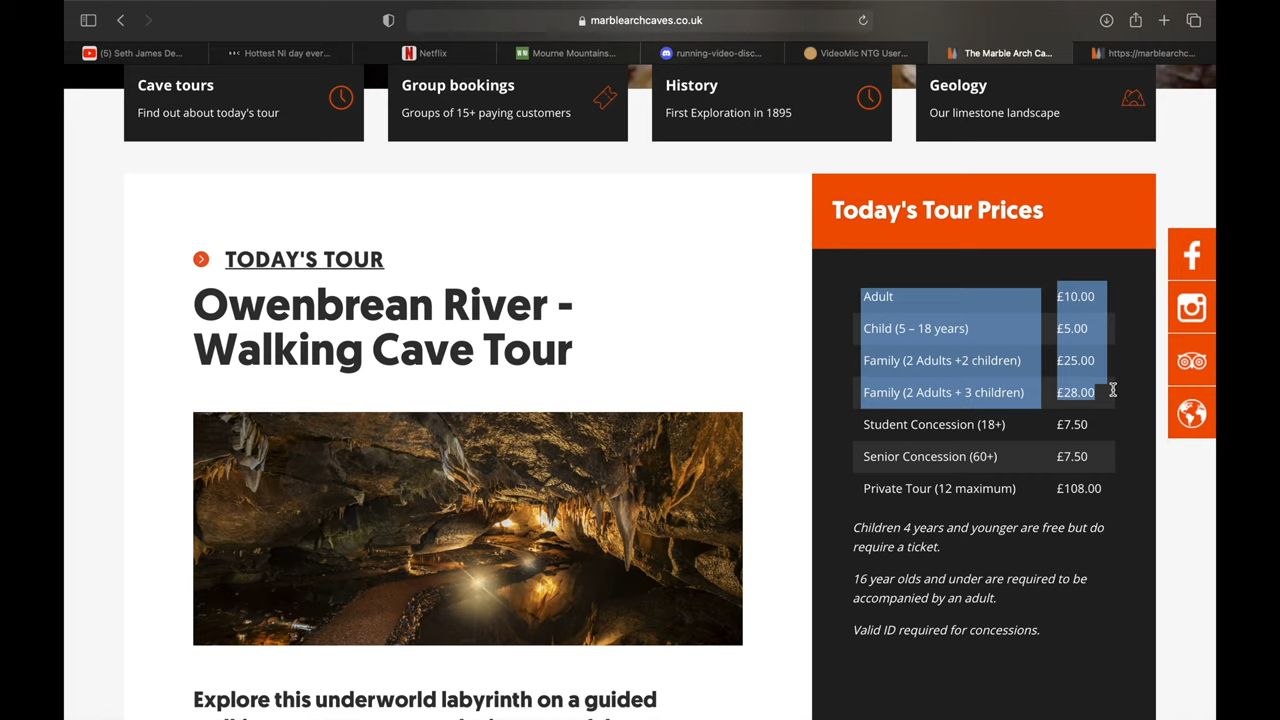 marblearchcaves.co.uk
(5) Seth James De...
Hottest NI day ever...
Netflix
Mourne Mountains...
running-video-disc...
VideoMic NTG User...
The Marble Arch Ca...
https://marblearchc...
Cave tours
Find out about today's tour
Group bookings
Groups of 15+ paying customers
History
First Exploration in 1895
Geology
Our limestone landscape
TODAY'S TOUR
Owenbrean River -
Walking Cave Tour
Explore this underworld labyrinth on a guided
Today's Tour Prices
Adult £10.00
Child (5 – 18 years) £5.00
Family (2 Adults +2 children) £25.00
Family (2 Adults + 3 children) £28.00
Student Concession (18+) £7.50
Senior Concession (60+) £7.50
Private Tour (12 maximum) £108.00
Children 4 years and younger are free but do
require a ticket.
16 year olds and under are required to be
accompanied by an adult.
Valid ID required for concessions.